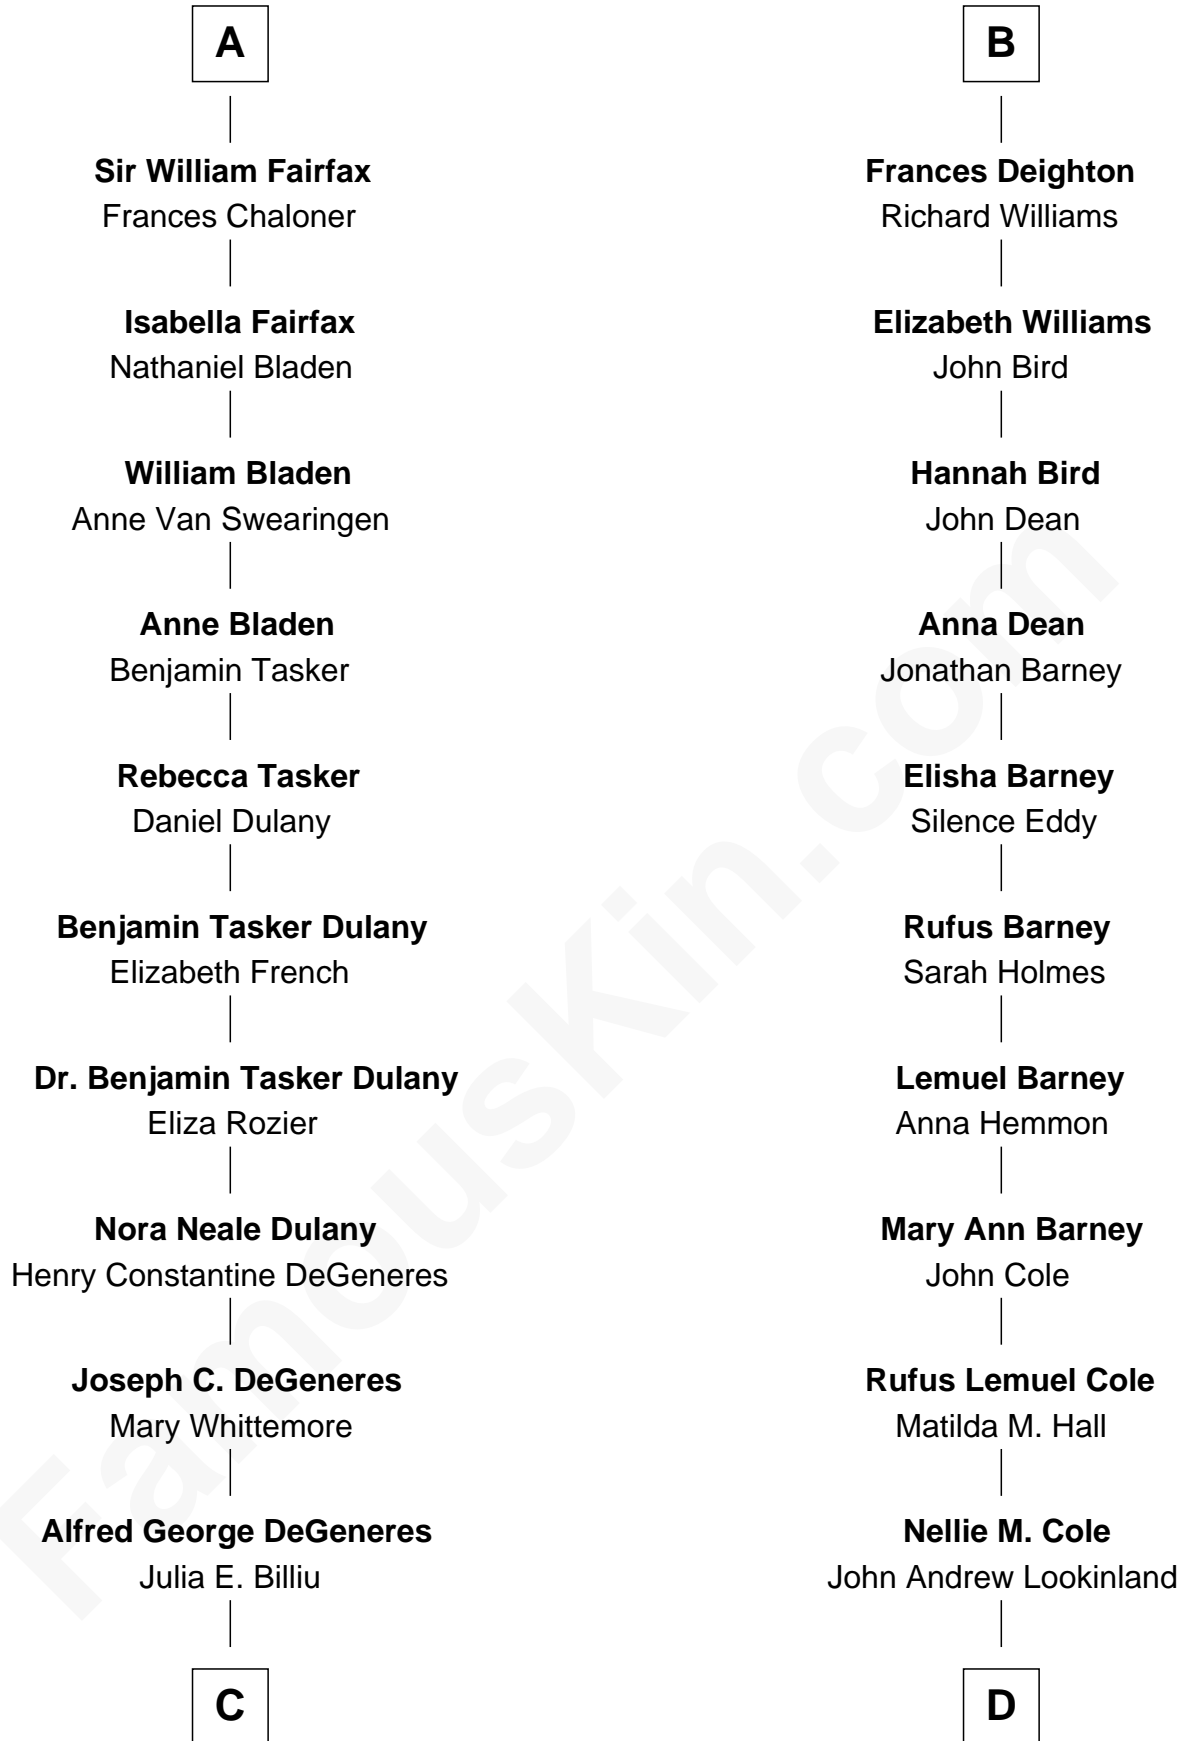 A
Sir William Fairfax
Frances Chaloner
Isabella Fairfax
Nathaniel Bladen
William Bladen
Anne Van Swearingen
Anne Bladen
Benjamin Tasker
Rebecca Tasker
Daniel Dulany
Benjamin Tasker Dulany
Elizabeth French
Dr. Benjamin Tasker Dulany
Eliza Rozier
Nora Neale Dulany
Henry Constantine DeGeneres
Joseph C. DeGeneres
Mary Whittemore
Alfred George DeGeneres
Julia E. Billiu
C
B
Frances Deighton
Richard Williams
Elizabeth Williams
John Bird
Hannah Bird
John Dean
Anna Dean
Jonathan Barney
Elisha Barney
Silence Eddy
Rufus Barney
Sarah Holmes
Lemuel Barney
Anna Hemmon
Mary Ann Barney
John Cole
Rufus Lemuel Cole
Matilda M. Hall
Nellie M. Cole
John Andrew Lookinland
D
FamousKin.com